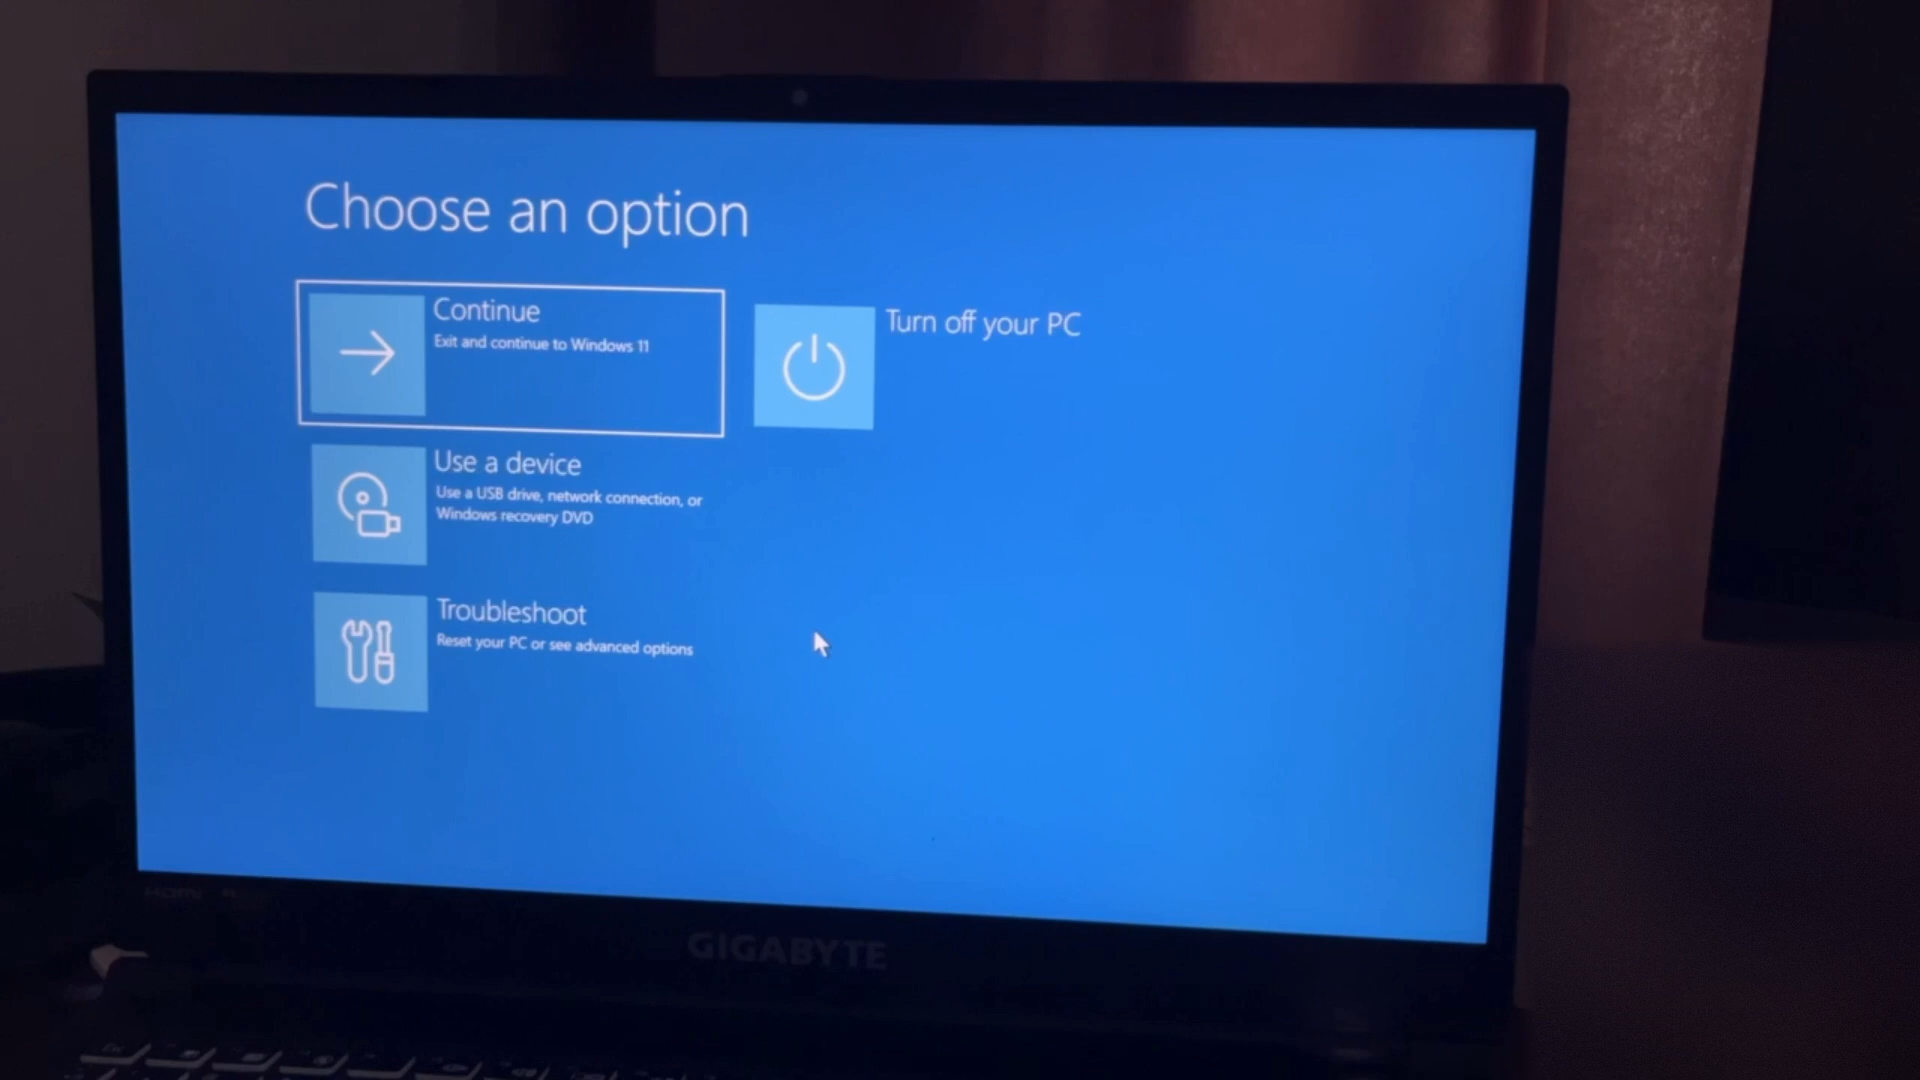 Choose an option
Continue
Exit and continue to Windows 11
Turn off your PC
Use a device
Use a USB drive, network connection, or
Windows recovery DVD
Troubleshoot
Reset your PC or see advanced options
HDMI
GIGABYTE